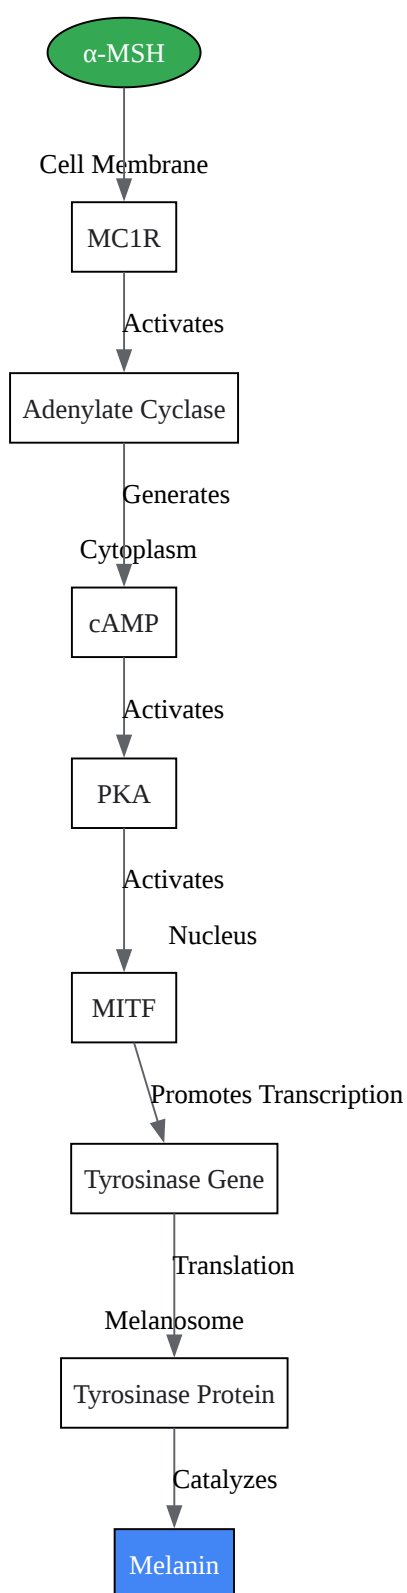 α-MSH
Cell Membrane
MC1R
Activates
Adenylate Cyclase
Generates
Cytoplasm
cAMP
Activates
PKA
Activates
Nucleus
MITF
Promotes Transcription
Tyrosinase Gene
Translation
Melanosome
Tyrosinase Protein
Catalyzes
Melanin